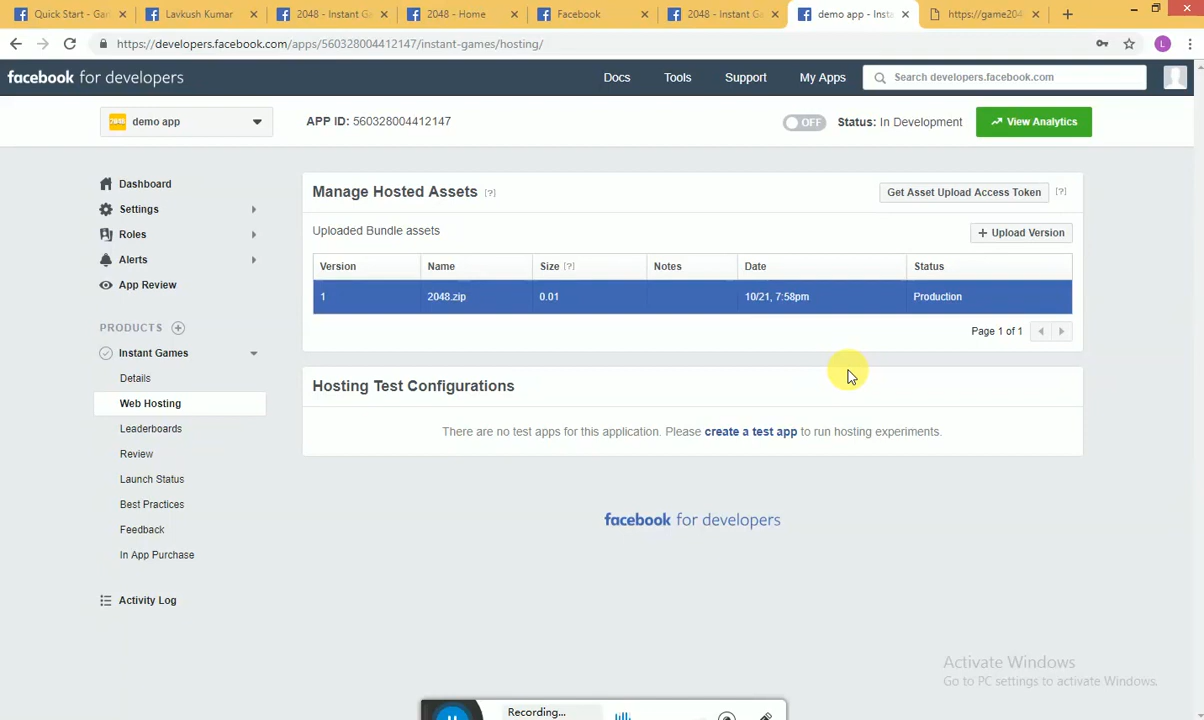 Quick Start - Gar
Lavkush Kumar
2048 - Instant Ga
2048 - Home
Facebook
2048 - Instant Ga
demo app - Insta
https://game204
https://developers.facebook.com/apps/560328004412147/instant-games/hosting/
L
facebook for developers
Docs
Tools
Support
My Apps
Search developers.facebook.com
2048
demo app
APP ID: 560328004412147
OFF
Status: In Development
View Analytics
Dashboard
Settings
Roles
Alerts
App Review
PRODUCTS
Instant Games
Details
Web Hosting
Leaderboards
Review
Launch Status
Best Practices
Feedback
In App Purchase
Activity Log
Manage Hosted Assets [?]
Get Asset Upload Access Token [?]
Uploaded Bundle assets
+ Upload Version
Version Name Size [?] Notes Date Status
1 2048.zip 0.01 10/21, 7:58pm Production
Page 1 of 1
Hosting Test Configurations
There are no test apps for this application. Please create a test app to run hosting experiments.
facebook for developers
Activate Windows
Go to PC settings to activate Windows.
Recording...